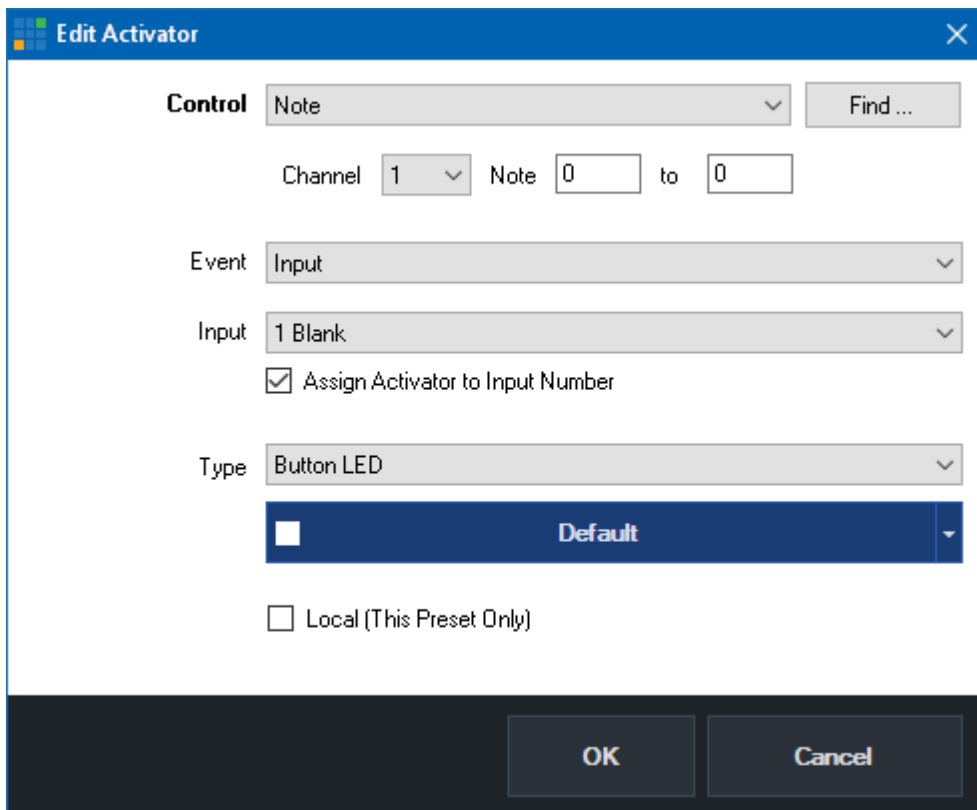 Edit Activator
Control Note Find ...
Channel 1 Note 0 to 0
Event Input
Input 1 Blank
Assign Activator to Input Number
Type Button LED
Default
Local (This Preset Only)
OK Cancel